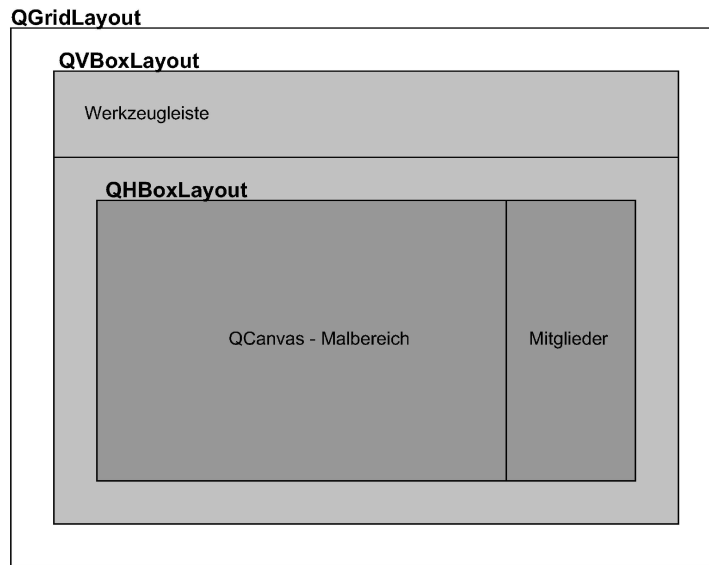 QGridLayout
QVBoxLayout
Werkzeugleiste
QHBoxLayout
QCanvas - Malbereich
Mitglieder